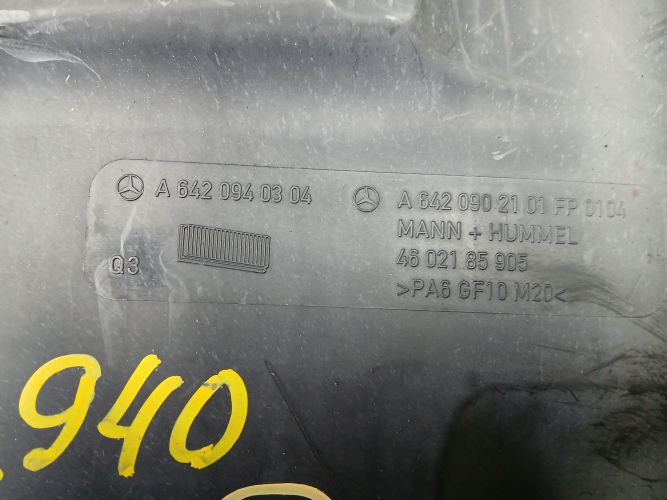 A 642 094 03 04
Q3
A 642 090 21 01 FP 0104
MANN + HUMMEL
46 021 85 905
>PA6 GF10 M20<
940